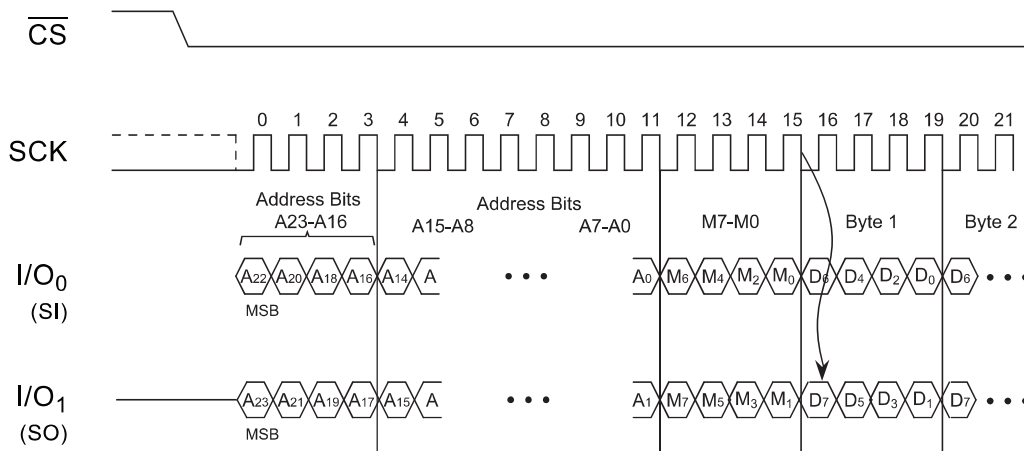 CS
0 1 2 3 4 5 6 7 8 9 10 11 12 13 14 15 16 17 18 19 20 21
SCK
Address Bits
A23-A16
Address Bits
A15-A8 A7-A0 M7-M0 Byte 1 Byte 2
I/O0
(SI)
A22 A20 A18 A16 A14 A • • • A0 M6 M4 M2 M0 D6 D4 D2 D0 D6 • • •
MSB
I/O1
(SO)
A23 A21 A19 A17 A15 A • • • A1 M7 M5 M3 M1 D7 D5 D3 D1 D7 • • •
MSB